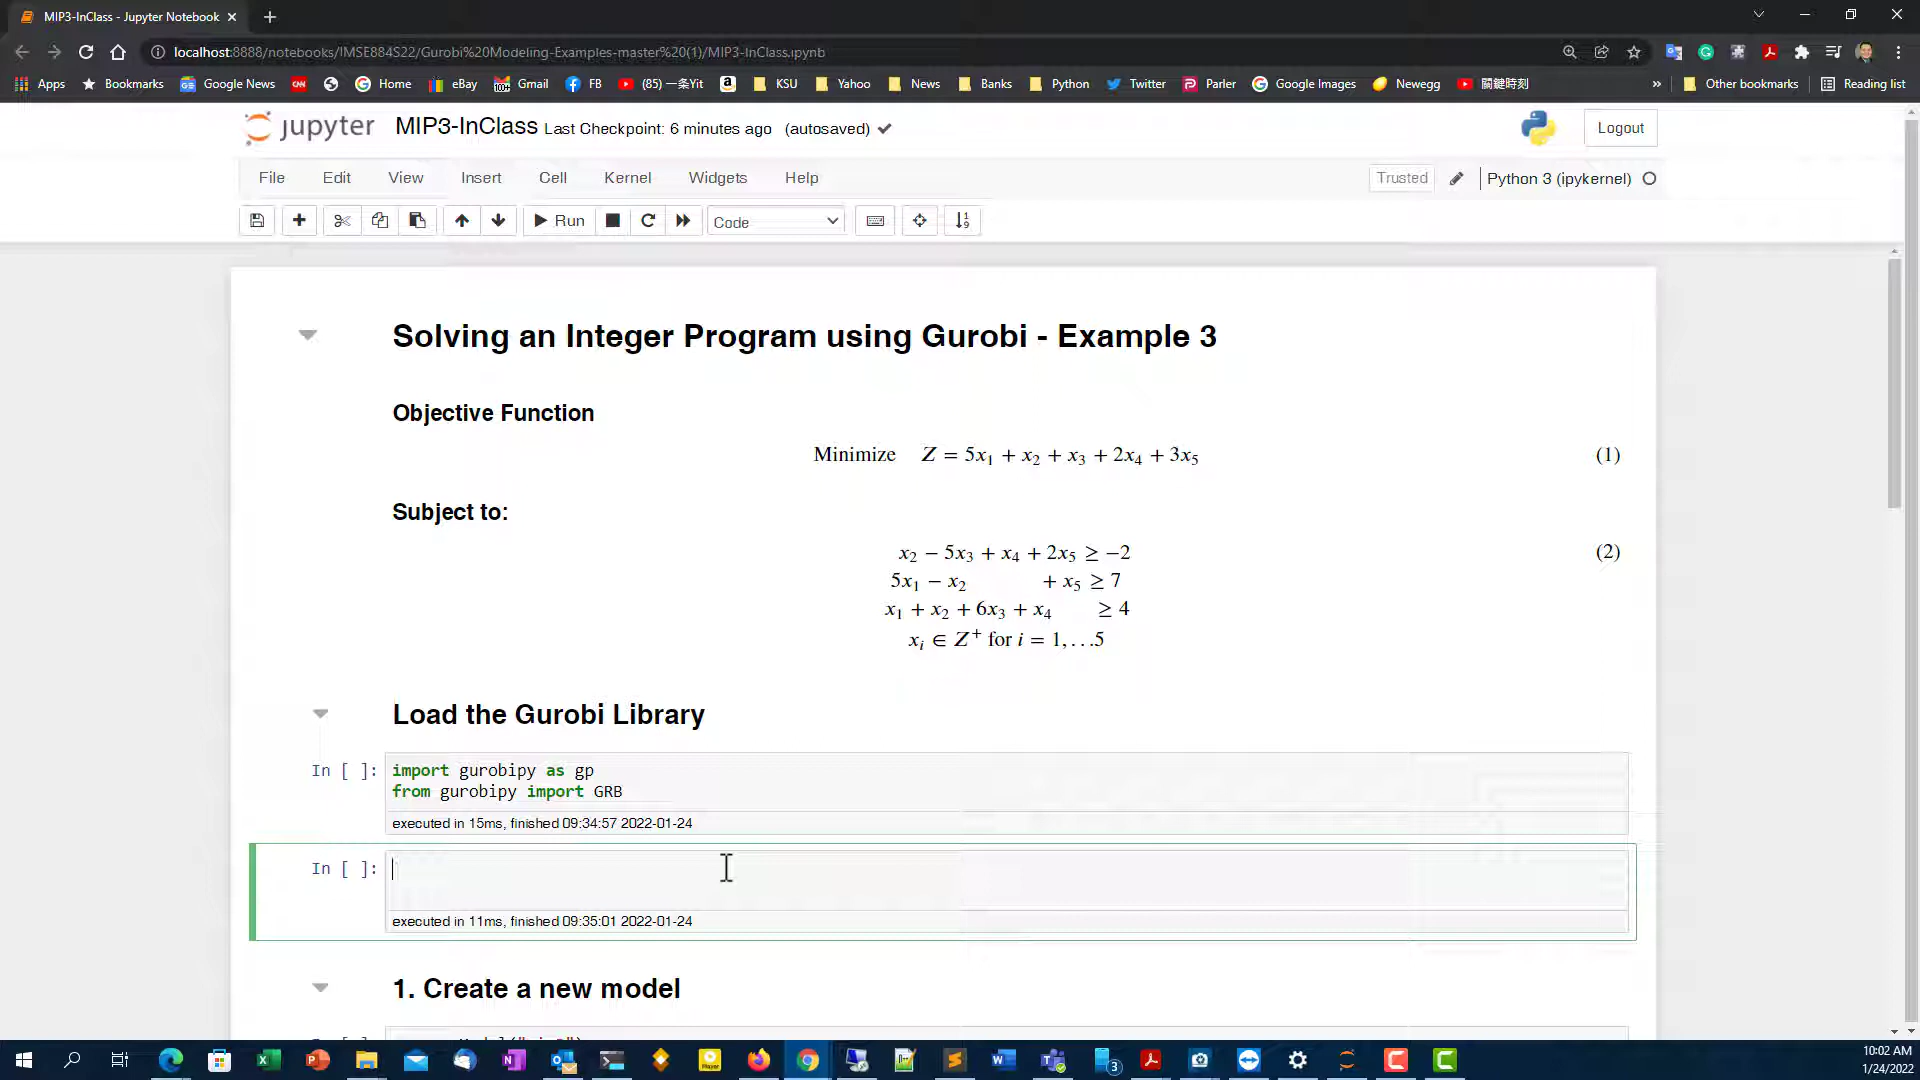 MIP3-InClass - Jupyter Notebook
localhost:8888/notebooks/IMSE884S22/Gurobi%20Modeling-Examples-master%20(1)/MIP3-InClass.ipynb
Apps Bookmarks Google News Home eBay Gmail FB (85) 一条Yit KSU Yahoo News Banks Python Twitter Parler Google Images Newegg 關鍵時刻 » Other bookmarks Reading list
jupyter MIP3-InClass Last Checkpoint: 6 minutes ago (autosaved) Logout
File Edit View Insert Cell Kernel Widgets Help Trusted Python 3 (ipykernel)
Run Code
Solving an Integer Program using Gurobi - Example 3
Objective Function
Minimize Z = 5x₁ + x₂ + x₃ + 2x₄ + 3x₅ (1)
Subject to:
x₂ − 5x₃ + x₄ + 2x₅ ≥ −2 (2)
5x₁ − x₂ + x₅ ≥ 7
x₁ + x₂ + 6x₃ + x₄ ≥ 4
xᵢ ∈ Z⁺ for i = 1, …5
Load the Gurobi Library
In [ ]: import gurobipy as gp
from gurobipy import GRB
executed in 15ms, finished 09:34:57 2022-01-24
In [ ]:
executed in 11ms, finished 09:35:01 2022-01-24
1. Create a new model
10:02 AM
1/24/2022